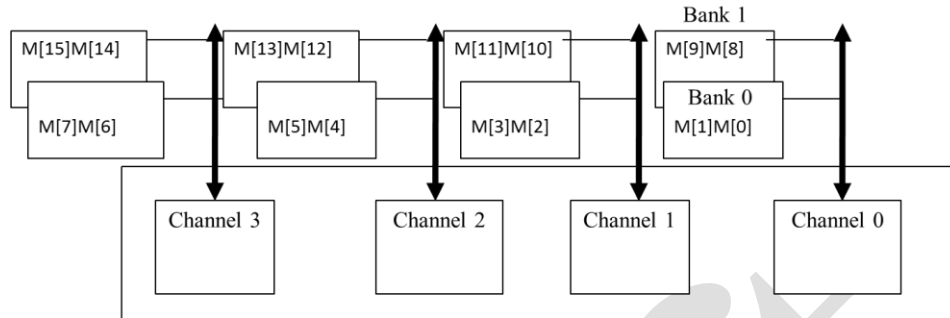 Bank 1
M[15]M[14] M[13]M[12] M[11]M[10] M[9]M[8]
Bank 0
M[7]M[6] M[5]M[4] M[3]M[2] M[1]M[0]
Channel 3 Channel 2 Channel 1 Channel 0